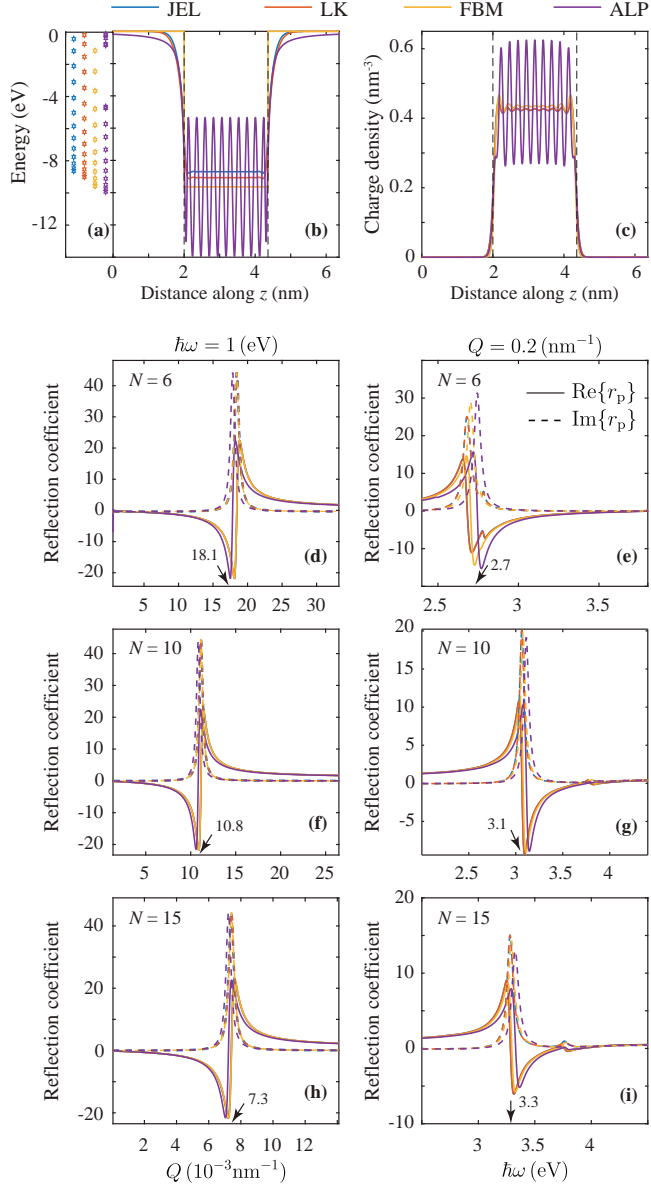 JEL LK FBM ALP
Energy (eV)
0
-4
-8
-12
(a) (b)
0 2 4 6
Distance along z (nm)
Charge density (nm⁻³)
0.6
0.4
0.2
0
(c)
0 2 4 6
Distance along z (nm)
ℏω = 1 (eV)
Reflection coefficient
40
30
20
10
0
-10
-20
N = 6
18.1
(d)
5 10 15 20 25 30
Q = 0.2 (nm⁻¹)
Reflection coefficient
30
20
10
0
-10
N = 6
Re{rₚ}
Im{rₚ}
2.7
(e)
2.5 3 3.5
Reflection coefficient
40
30
20
10
0
-10
-20
N = 10
10.8
(f)
5 10 15 20 25
Reflection coefficient
20
15
10
5
0
-5
N = 10
3.1
(g)
2.5 3 3.5 4
Reflection coefficient
40
20
0
-20
N = 15
7.3
(h)
2 4 6 8 10 12
Q (10⁻³nm⁻¹)
Reflection coefficient
20
10
0
-10
N = 15
3.3
(i)
3 3.5 4
ℏω (eV)